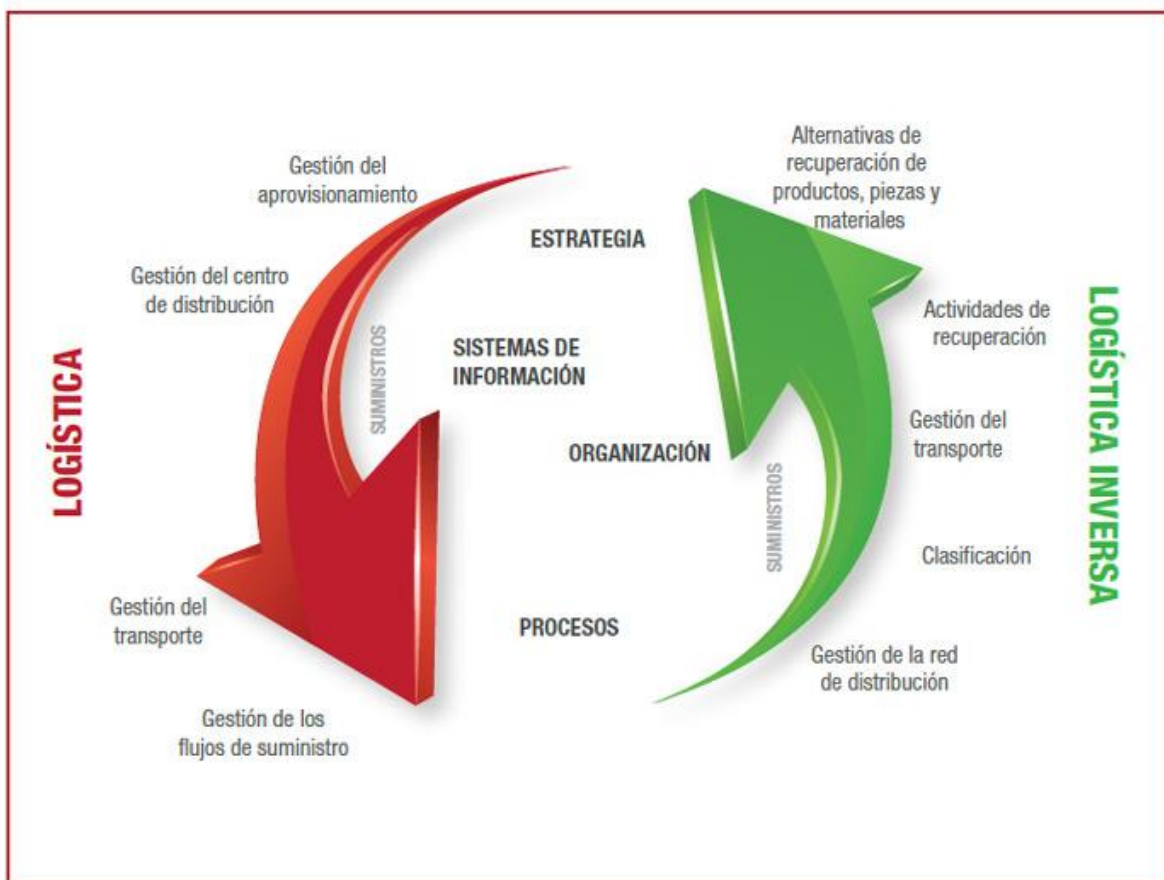 LOGÍSTICA
Gestión del
aprovisionamiento
Gestión del centro
de distribución
SUMINISTROS
Gestión del
transporte
Gestión de los
flujos de suministro
ESTRATEGIA
SISTEMAS DE
INFORMACIÓN
ORGANIZACIÓN
PROCESOS
Alternativas de
recuperación de
productos, piezas y
materiales
Actividades de
recuperación
Gestión del
transporte
SUMINISTROS
Clasificación
Gestión de la red
de distribución
LOGÍSTICA INVERSA